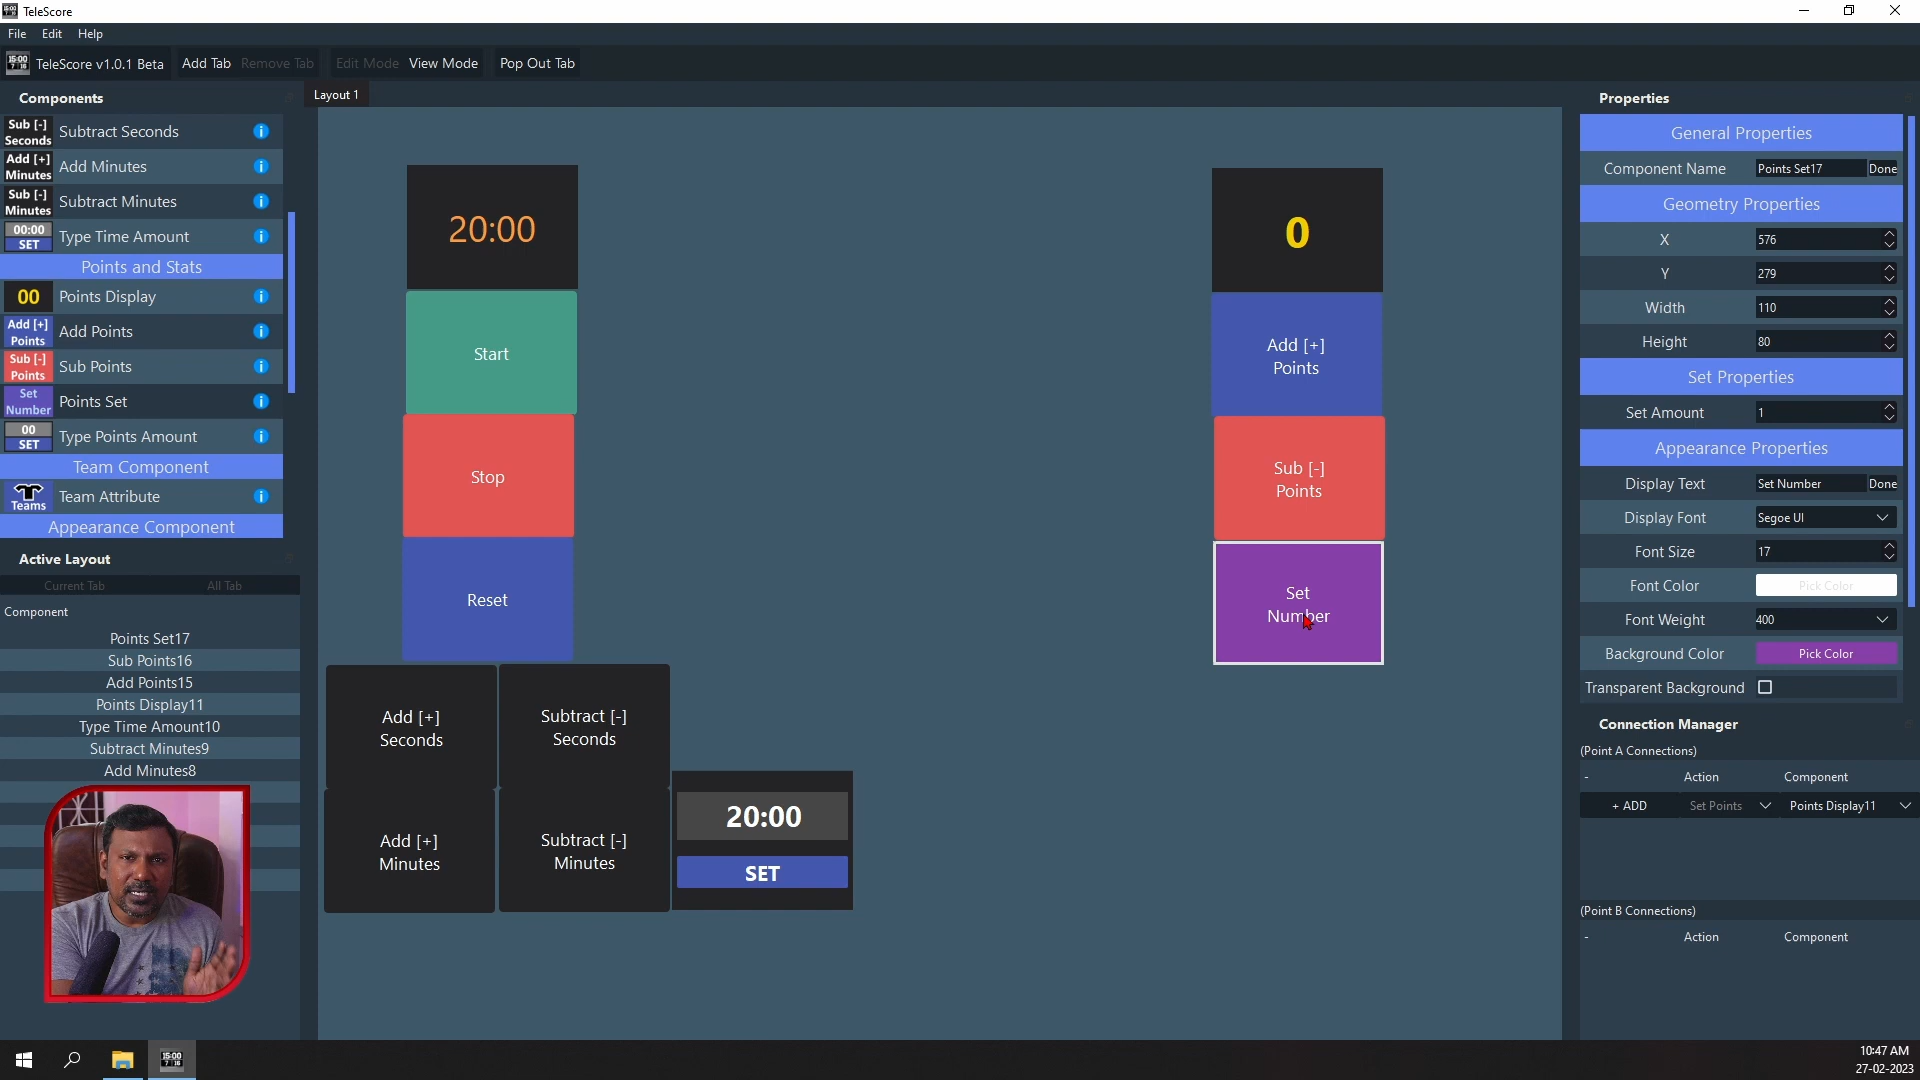 TeleScore
File Edit Help
TeleScore v1.0.1 Beta Add Tab Remove Tab Edit Mode View Mode Pop Out Tab
Components
Sub [-]
Seconds
Subtract Seconds
Add [+]
Minutes
Add Minutes
Sub [-]
Minutes
Subtract Minutes
00:00
SET
Type Time Amount
Points and Stats
00
Points Display
Add [+]
Points
Add Points
Sub [-]
Points
Sub Points
Set
Number
Points Set
00
SET
Type Points Amount
Team Component
Teams
Team Attribute
Appearance Component
Active Layout
Current Tab All Tab
Component
Points Set17
Sub Points16
Add Points15
Points Display11
Type Time Amount10
Subtract Minutes9
Add Minutes8
Layout 1
20:00
Start
Stop
Reset
Add [+]
Seconds
Subtract [-]
Seconds
Add [+]
Minutes
Subtract [-]
Minutes
20:00
SET
0
Add [+]
Points
Sub [-]
Points
Set
Number
Properties
General Properties
Component Name Points Set17 Done
Geometry Properties
X 576
Y 279
Width 110
Height 80
Set Properties
Set Amount 1
Appearance Properties
Display Text Set Number Done
Display Font Segoe UI
Font Size 17
Font Color Pick Color
Font Weight 400
Background Color Pick Color
Transparent Background
Connection Manager
(Point A Connections)
- Action Component
+ ADD Set Points Points Display11
(Point B Connections)
- Action Component
10:47 AM
27-02-2023